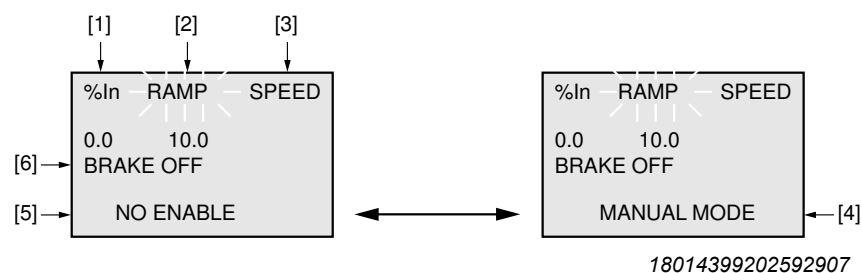 [1] [2] [3]
%In RAMP SPEED
0.0 10.0
[6] BRAKE OFF
[5] NO ENABLE
%In RAMP SPEED
0.0 10.0
BRAKE OFF
MANUAL MODE [4]
18014399202592907